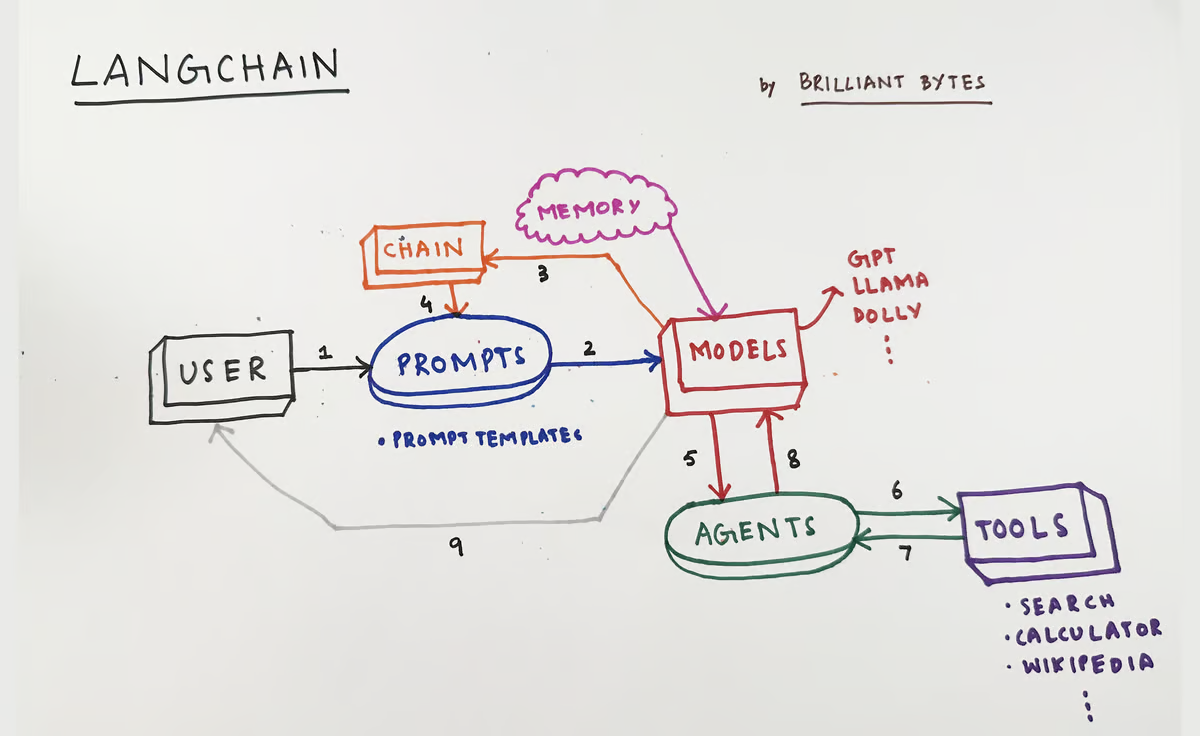 LANGCHAIN
by BRILLIANT BYTES
MEMORY
CHAIN
3
4
GPT
LLAMA
DOLLY
USER
1
PROMPTS
2
MODELS
• PROMPT TEMPLATES
5
8
6
AGENTS
TOOLS
7
9
• SEARCH
• CALCULATOR
• WIKIPEDIA